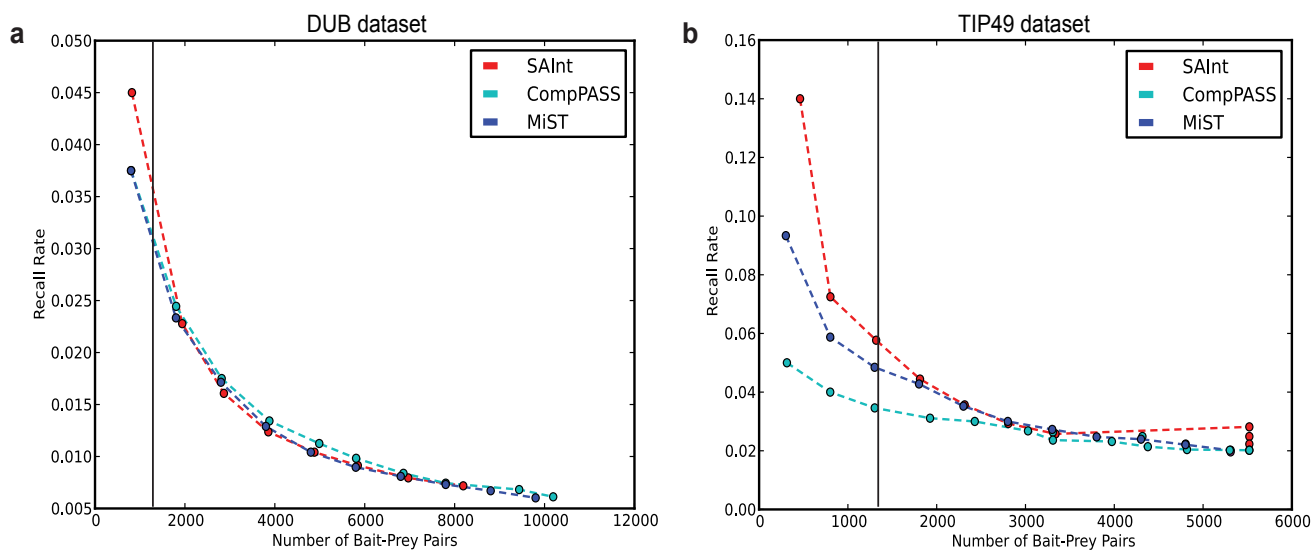 a
DUB dataset
0.050
0.045
0.040
0.035
0.030
0.025
0.020
0.015
0.010
0.005
Recall Rate
SAInt
CompPASS
MiST
0
2000
4000
6000
8000
10000
12000
Number of Bait-Prey Pairs
b
TIP49 dataset
0.16
0.14
0.12
0.10
0.08
0.06
0.04
0.02
0.00
Recall Rate
SAInt
CompPASS
MiST
0
1000
2000
3000
4000
5000
6000
Number of Bait-Prey Pairs